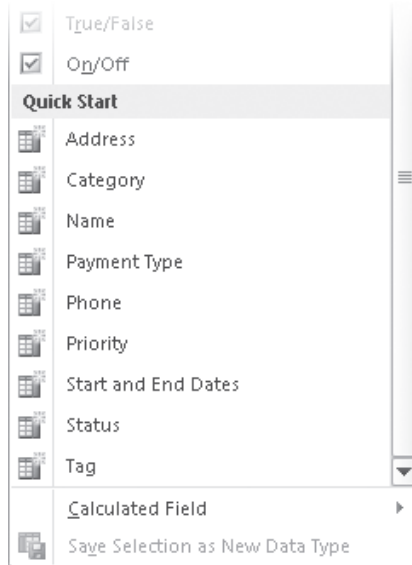 True/False
On/Off
Quick Start
Address
Category
Name
Payment Type
Phone
Priority
Start and End Dates
Status
Tag
Calculated Field
Save Selection as New Data Type